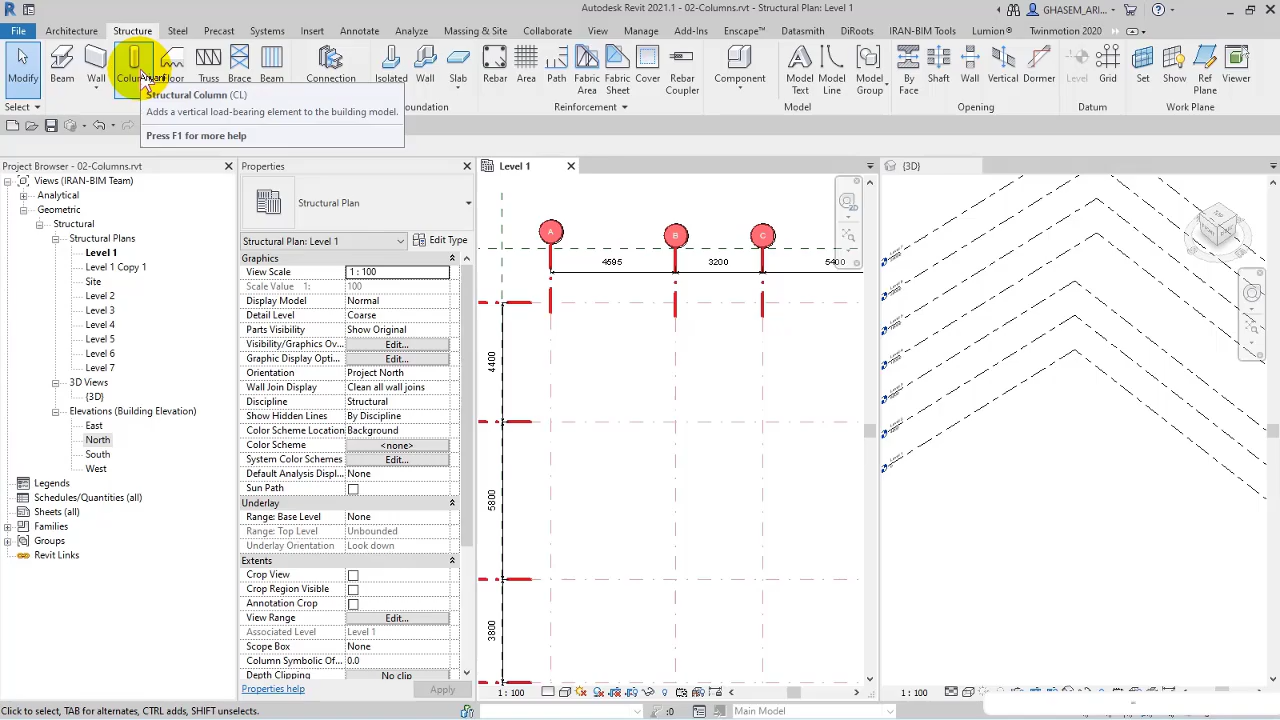 Autodesk Revit 2021.1 - 02-Columns.rvt - Structural Plan: Level 1
GHASEM_ARI...
File Architecture Structure Steel Precast Systems Insert Annotate Analyze Massing & Site Collaborate View Manage Add-Ins Enscape™ Datasmith DiRoots IRAN-BIM Tools Lumion® Twinmotion 2020
Modify Beam Wall Floor Truss Brace Beam Connection Isolated Wall Slab Rebar Area Path Fabric Area Fabric Sheet Cover Rebar Coupler Component Model Text Model Line Model Group By Face Shaft Wall Vertical Dormer Level Grid Set Show Ref Plane Viewer
Select Foundation Reinforcement Model Opening Datum Work Plane
Structural Column (CL)
Adds a vertical load-bearing element to the building model.
Press F1 for more help
Project Browser - 02-Columns.rvt
Views (IRAN-BIM Team)
Analytical
Geometric
Structural
Structural Plans
Level 1
Level 1 Copy 1
Site
Level 2
Level 3
Level 4
Level 5
Level 6
Level 7
3D Views
{3D}
Elevations (Building Elevation)
East
North
South
West
Legends
Schedules/Quantities (all)
Sheets (all)
Families
Groups
Revit Links
Properties
Structural Plan
Structural Plan: Level 1 Edit Type
Graphics
View Scale 1 : 100
Scale Value 1: 100
Display Model Normal
Detail Level Coarse
Parts Visibility Show Original
Visibility/Graphics Ov... Edit...
Graphic Display Opti... Edit...
Orientation Project North
Wall Join Display Clean all wall joins
Discipline Structural
Show Hidden Lines By Discipline
Color Scheme Location Background
Color Scheme <none>
System Color Schemes Edit...
Default Analysis Displ... None
Sun Path
Underlay
Range: Base Level None
Range: Top Level Unbounded
Underlay Orientation Look down
Extents
Crop View
Crop Region Visible
Annotation Crop
View Range Edit...
Associated Level Level 1
Scope Box None
Column Symbolic Of... 0.0
Depth Clipping No clip
Properties help Apply
Level 1
A B C
4595 3200 5400
4400
5800
3800
1 : 100
{3D}
1 : 100
Click to select, TAB for alternates, CTRL adds, SHIFT unselects.
:0 Main Model